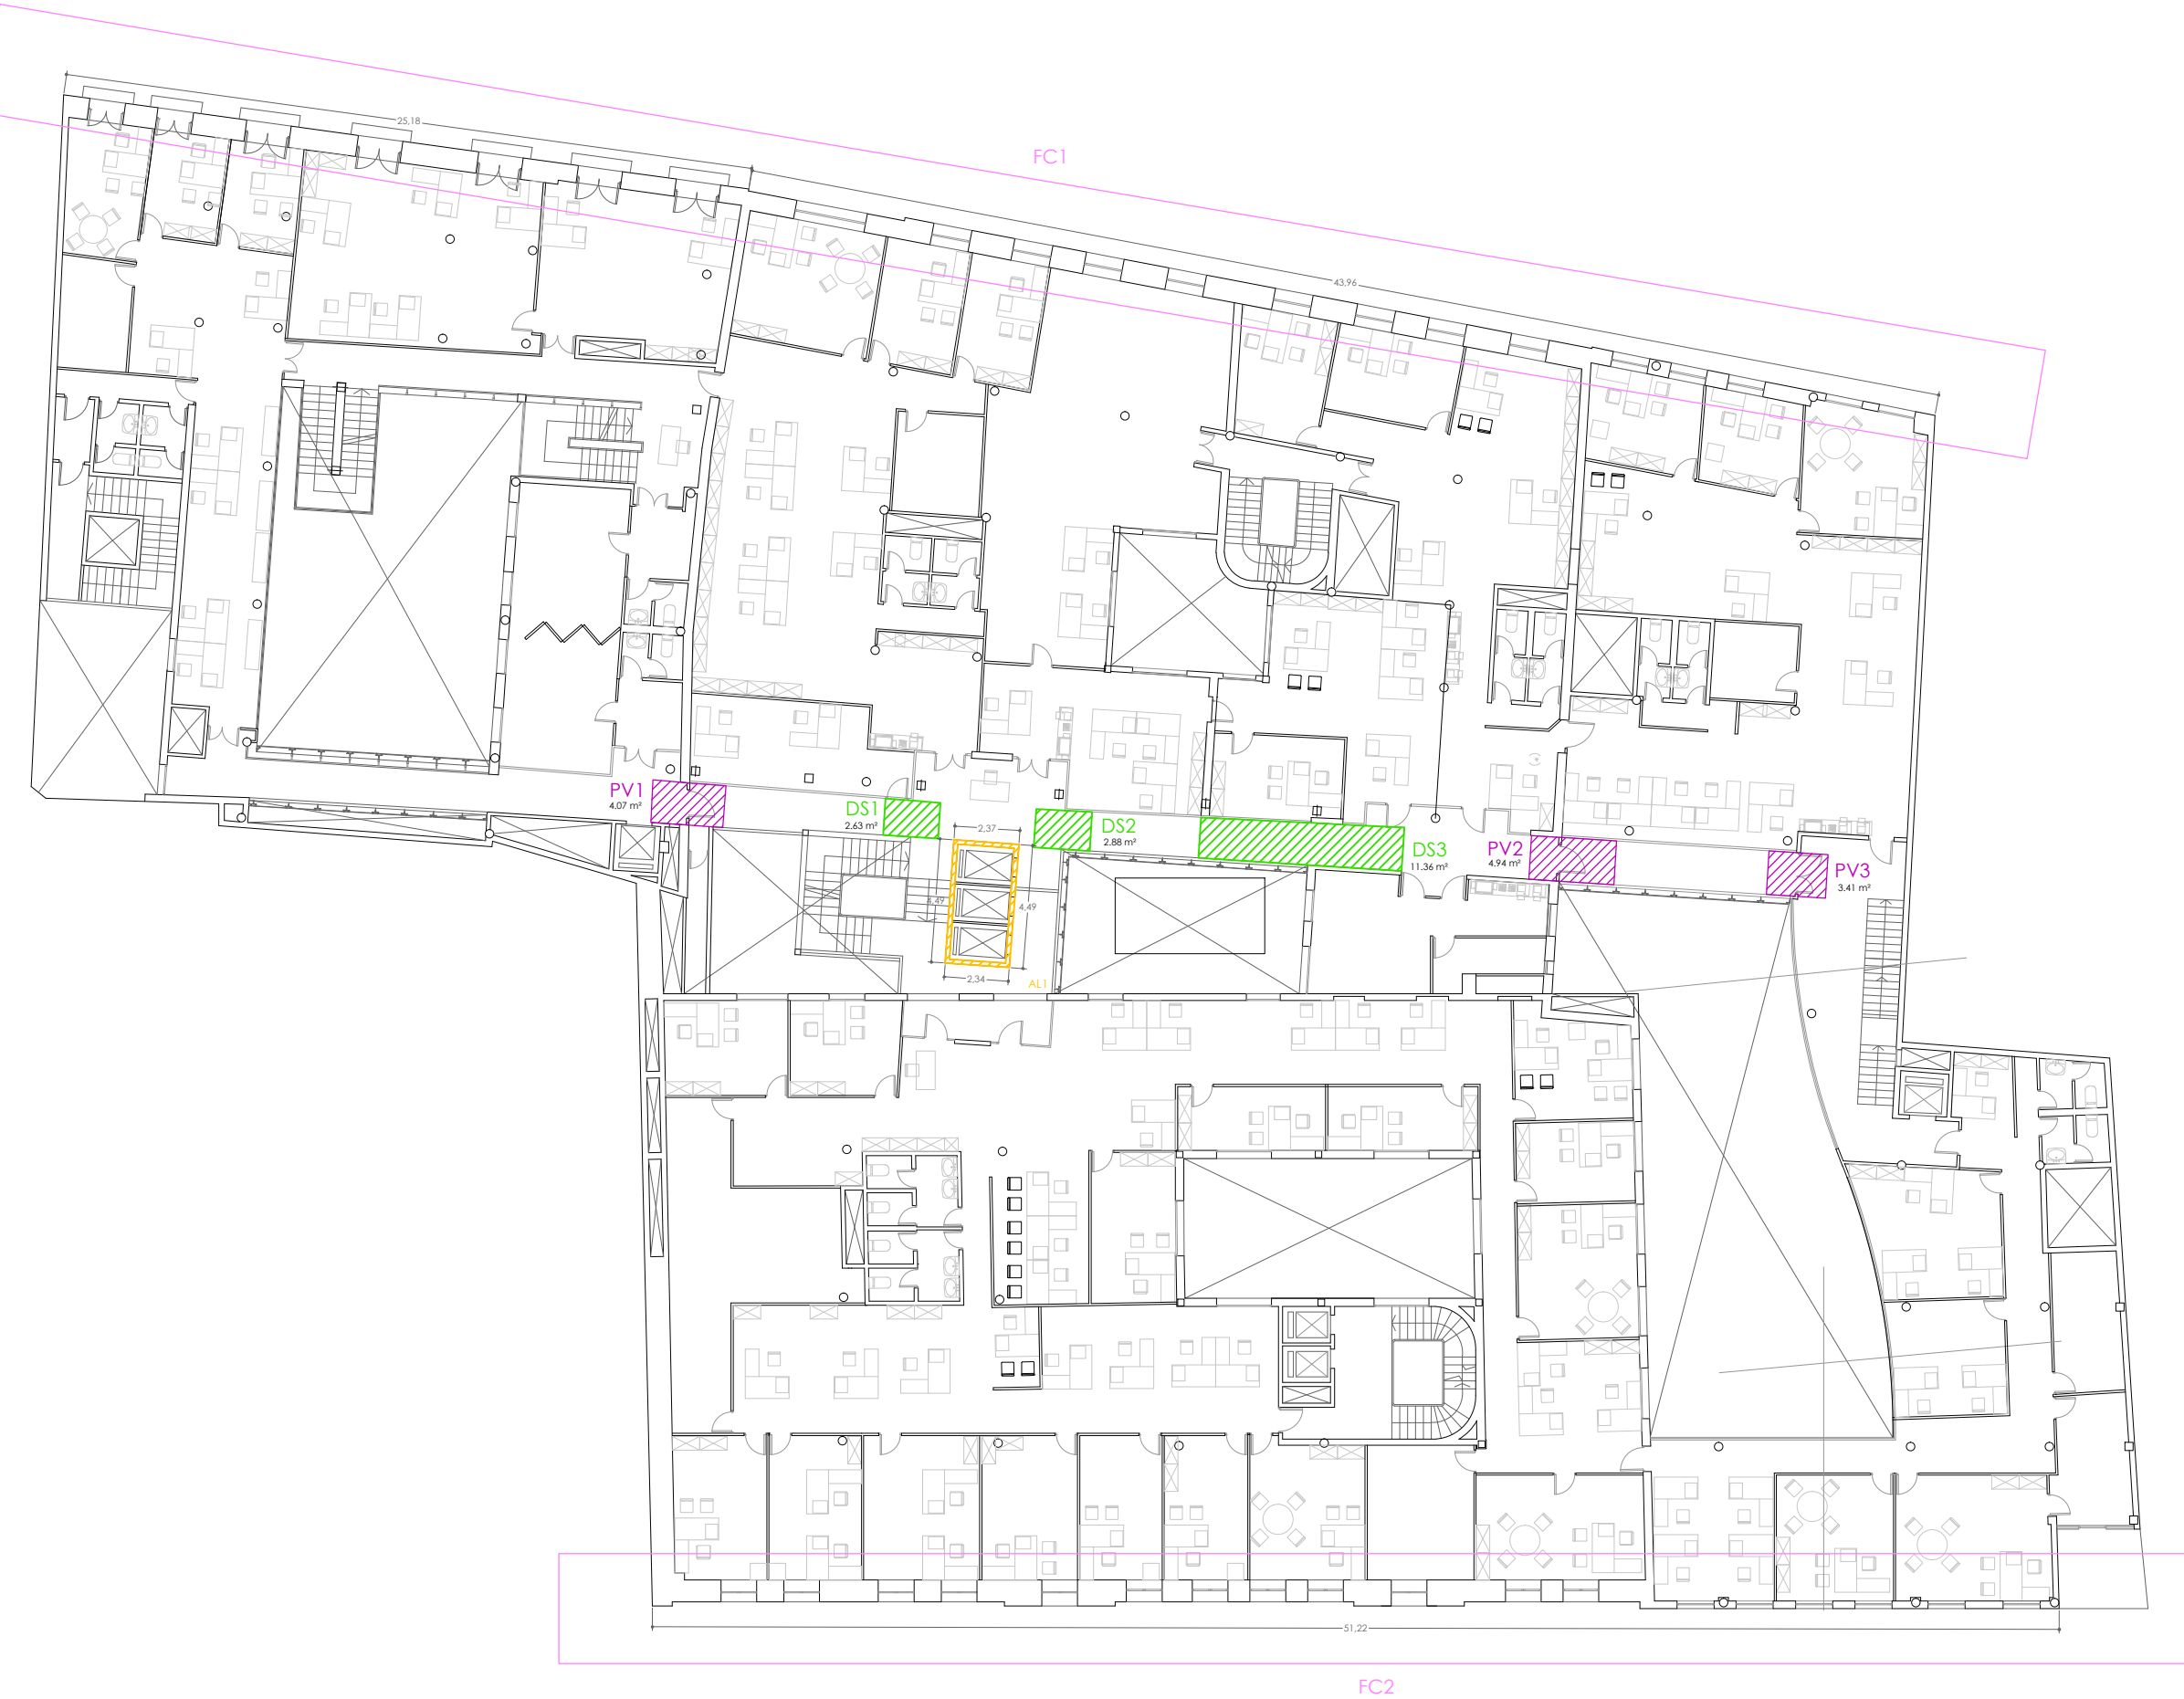 25,18
FC1
43,96
PV1
4.07 m²
DS1
2.63 m²
2,37
DS2
2.88 m²
DS3
11.36 m²
PV2
4.94 m²
PV3
3.41 m²
4,49
4,49
2,34
AL1
51,22
FC2